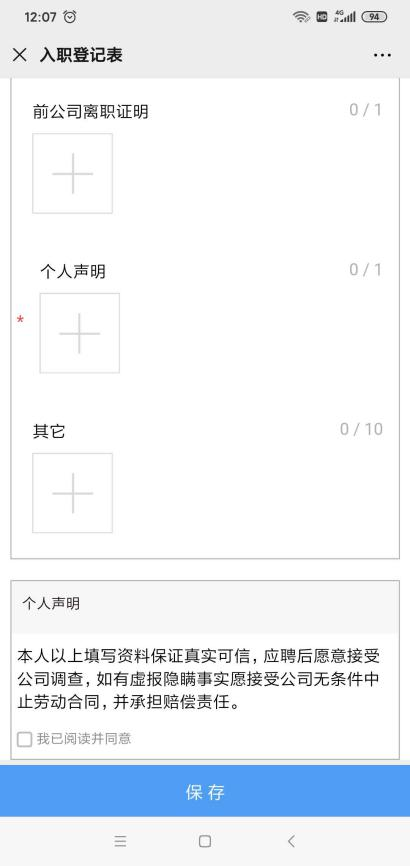 12:07 HD 4G 94
入职登记表
前公司离职证明 0 / 1
个人声明 0 / 1
*
其它 0 / 10
个人声明
本人以上填写资料保证真实可信，应聘后愿意接受
公司调查，如有虚报隐瞒事实愿接受公司无条件中
止劳动合同，并承担赔偿责任。
我已阅读并同意
保存